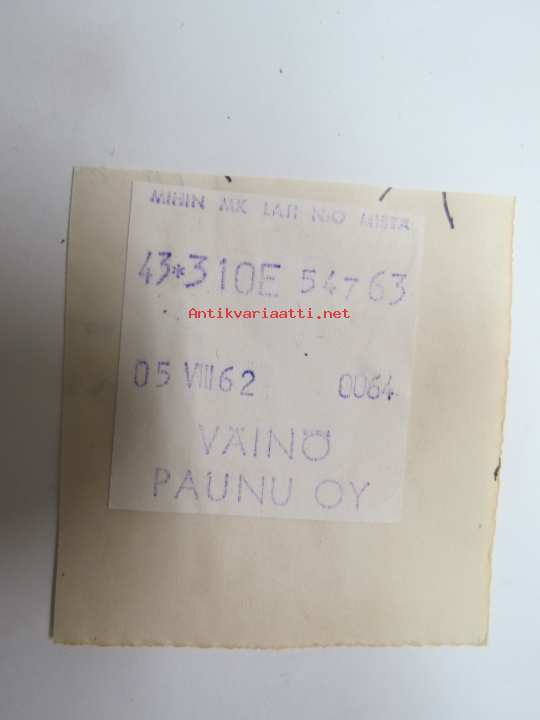 MIHIN MK LAJI N:O MISTÄ
43*310E 54763
Antikvariaatti.net
05 VIII 62 0064
VÄINÖ
PAUNU OY